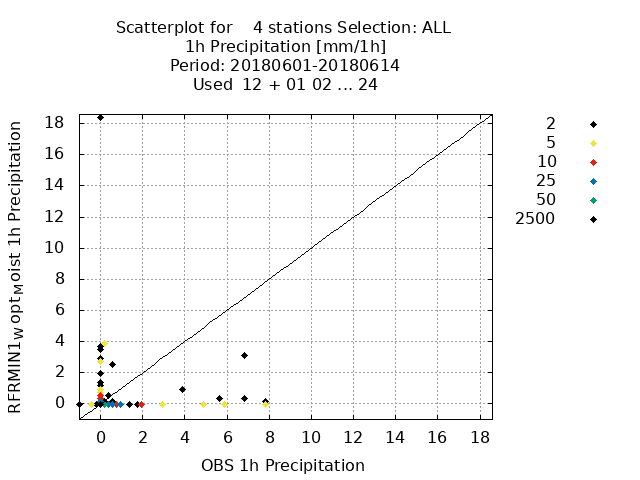 Scatterplot for    4 stations Selection: ALL
1h Precipitation [mm/1h]
Period: 20180601-20180614
Used  12 + 01 02 ... 24
RFRMIN1WoptMoist 1h Precipitation
18
16
14
12
10
8
6
4
2
0
0 2 4 6 8 10 12 14 16 18
OBS 1h Precipitation
2
5
10
25
50
2500